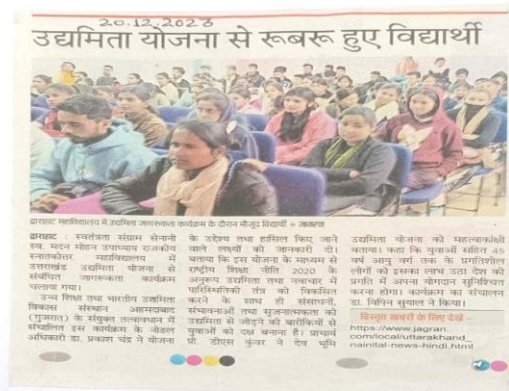 20.12.2023
उद्यमिता योजना से रूबरू हुए विद्यार्थी
द्वाराहाट महाविद्यालय में उद्यमिता जागरूकता कार्यक्रम के दौरान मौजूद विद्यार्थी • जागरण
द्वाराहाट : स्वतंत्रता संग्राम सेनानी
स्व. मदन मोहन उपाध्याय राजकीय
स्नातकोत्तर महाविद्यालय में
उत्तराखंड उद्यमिता योजना से
संबंधित जागरूकता कार्यक्रम
चलाया गया।
उच्च शिक्षा तथा भारतीय उद्यमिता
विकास संस्थान अहमदाबाद
(गुजरात) के संयुक्त तत्वावधान में
संचालित इस कार्यक्रम के नोडल
अधिकारी डा. प्रकाश चंद्र ने योजना
के उद्देश्य तथा हासिल किए जाने
वाले लक्ष्यों की जानकारी दी।
बताया कि इस योजना के माध्यम से
राष्ट्रीय शिक्षा नीति 2020 के
अनुरूप उद्यमिता तथा नवाचार में
पारिस्थितिकी तंत्र को विकसित
करने के साथ ही संसाधनों,
संभावनाओं तथा सृजनात्मकता को
उद्यमिता से जोड़ने की बारीकियों से
युवाओं को दक्ष बनाना है। प्राचार्य
प्रो. डीएस कुंवर ने देव भूमि
उद्यमिता योजना को महत्वाकांक्षी
बताया। कहा कि युवाओं सहित 45
वर्ष आयु वर्ग तक के प्रगतिशील
लोगों को इसका लाभ उठा देश की
प्रगति में अपना योगदान सुनिश्चित
करना होगा। कार्यक्रम का संचालन
डा. विपिन सुयाल ने किया।
विस्तृत खबरों के लिए देखें -
https://www.jagran.
com/local/uttarakhand_
nainital-news-hindi.html